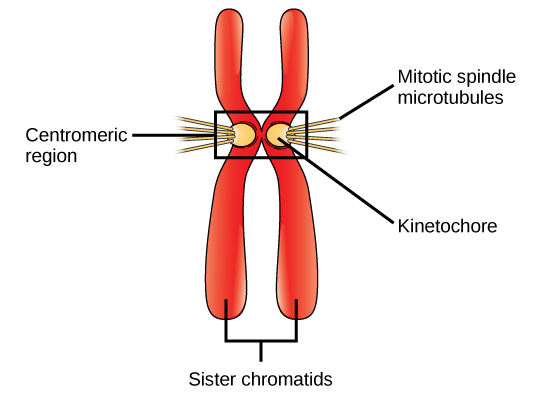 Mitotic spindle
microtubules
Centromeric
region
Kinetochore
Sister chromatids